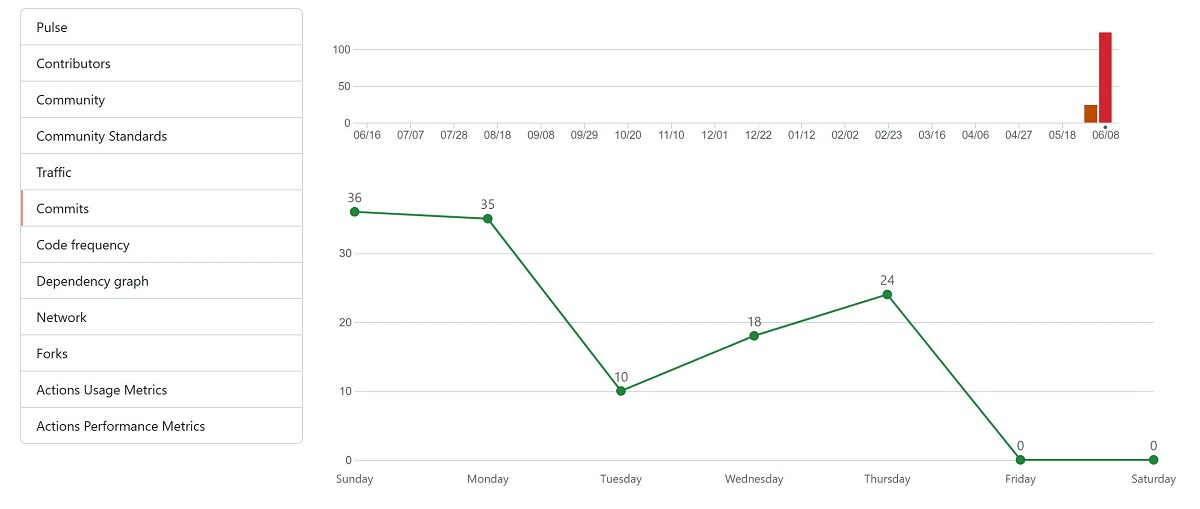 Pulse
Contributors
Community
Community Standards
Traffic
Commits
Code frequency
Dependency graph
Network
Forks
Actions Usage Metrics
Actions Performance Metrics
100
50
0
06/16 07/07 07/28 08/18 09/08 09/29 10/20 11/10 12/01 12/22 01/12 02/02 02/23 03/16 04/06 04/27 05/18 06/08
36
35
30
24
20
18
10
10
0
0
0
Sunday Monday Tuesday Wednesday Thursday Friday Saturday